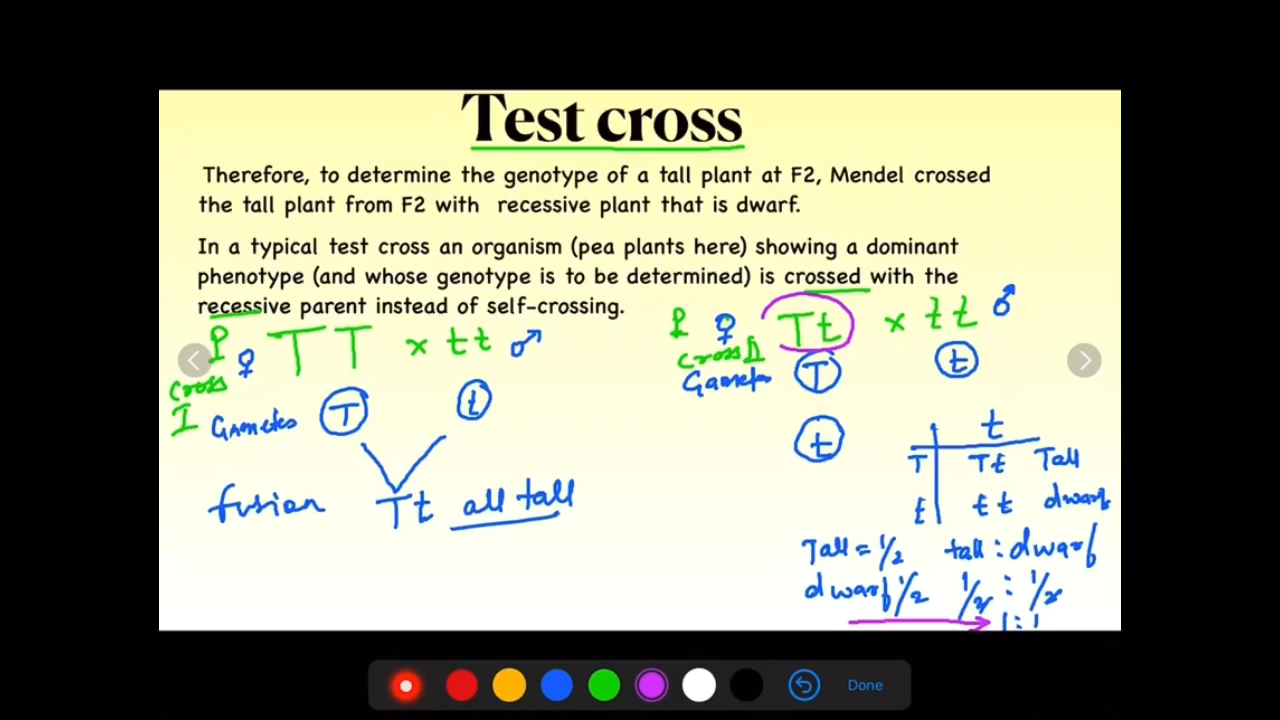 Test cross
Therefore, to determine the genotype of a tall plant at F2, Mendel crossed
the tall plant from F2 with recessive plant that is dwarf.
In a typical test cross an organism (pea plants here) showing a dominant
phenotype (and whose genotype is to be determined) is crossed with the
recessive parent instead of self-crossing.
P ♀ TT × tt ♂
Cross
I Gametes T t
fusion Tt all tall
P ♀ Tt × tt ♂
Cross II
Gametes T t
t
t
T Tt Tall
t tt dwarf
Tall = 1/2 tall : dwarf
dwarf 1/2 1/2 : 1/2
1 : 1
Done